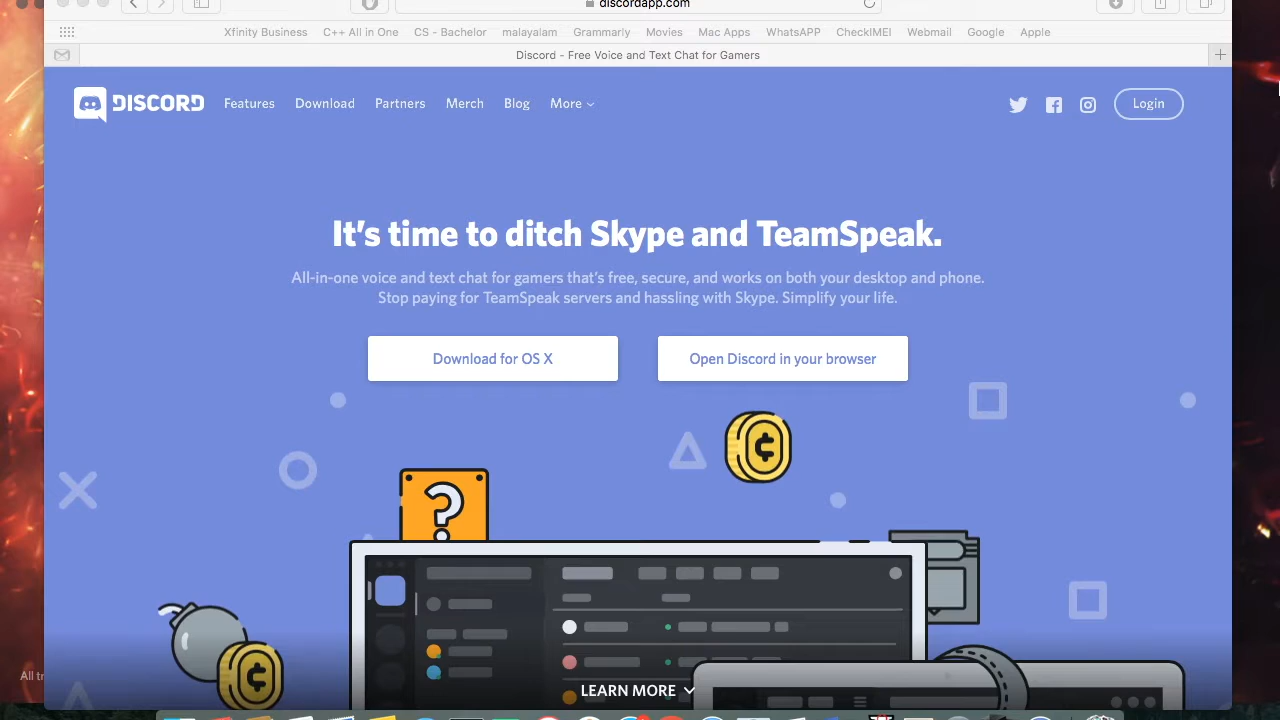 discordapp.com
Xfinity Business C++ All in One CS - Bachelor malayalam Grammarly Movies Mac Apps WhatsAPP CheckIMEI Webmail Google Apple
Discord - Free Voice and Text Chat for Gamers
DISCORD Features Download Partners Merch Blog More Login
It's time to ditch Skype and TeamSpeak.
All-in-one voice and text chat for gamers that's free, secure, and works on both your desktop and phone.
Stop paying for TeamSpeak servers and hassling with Skype. Simplify your life.
Download for OS X Open Discord in your browser
?
All
LEARN MORE